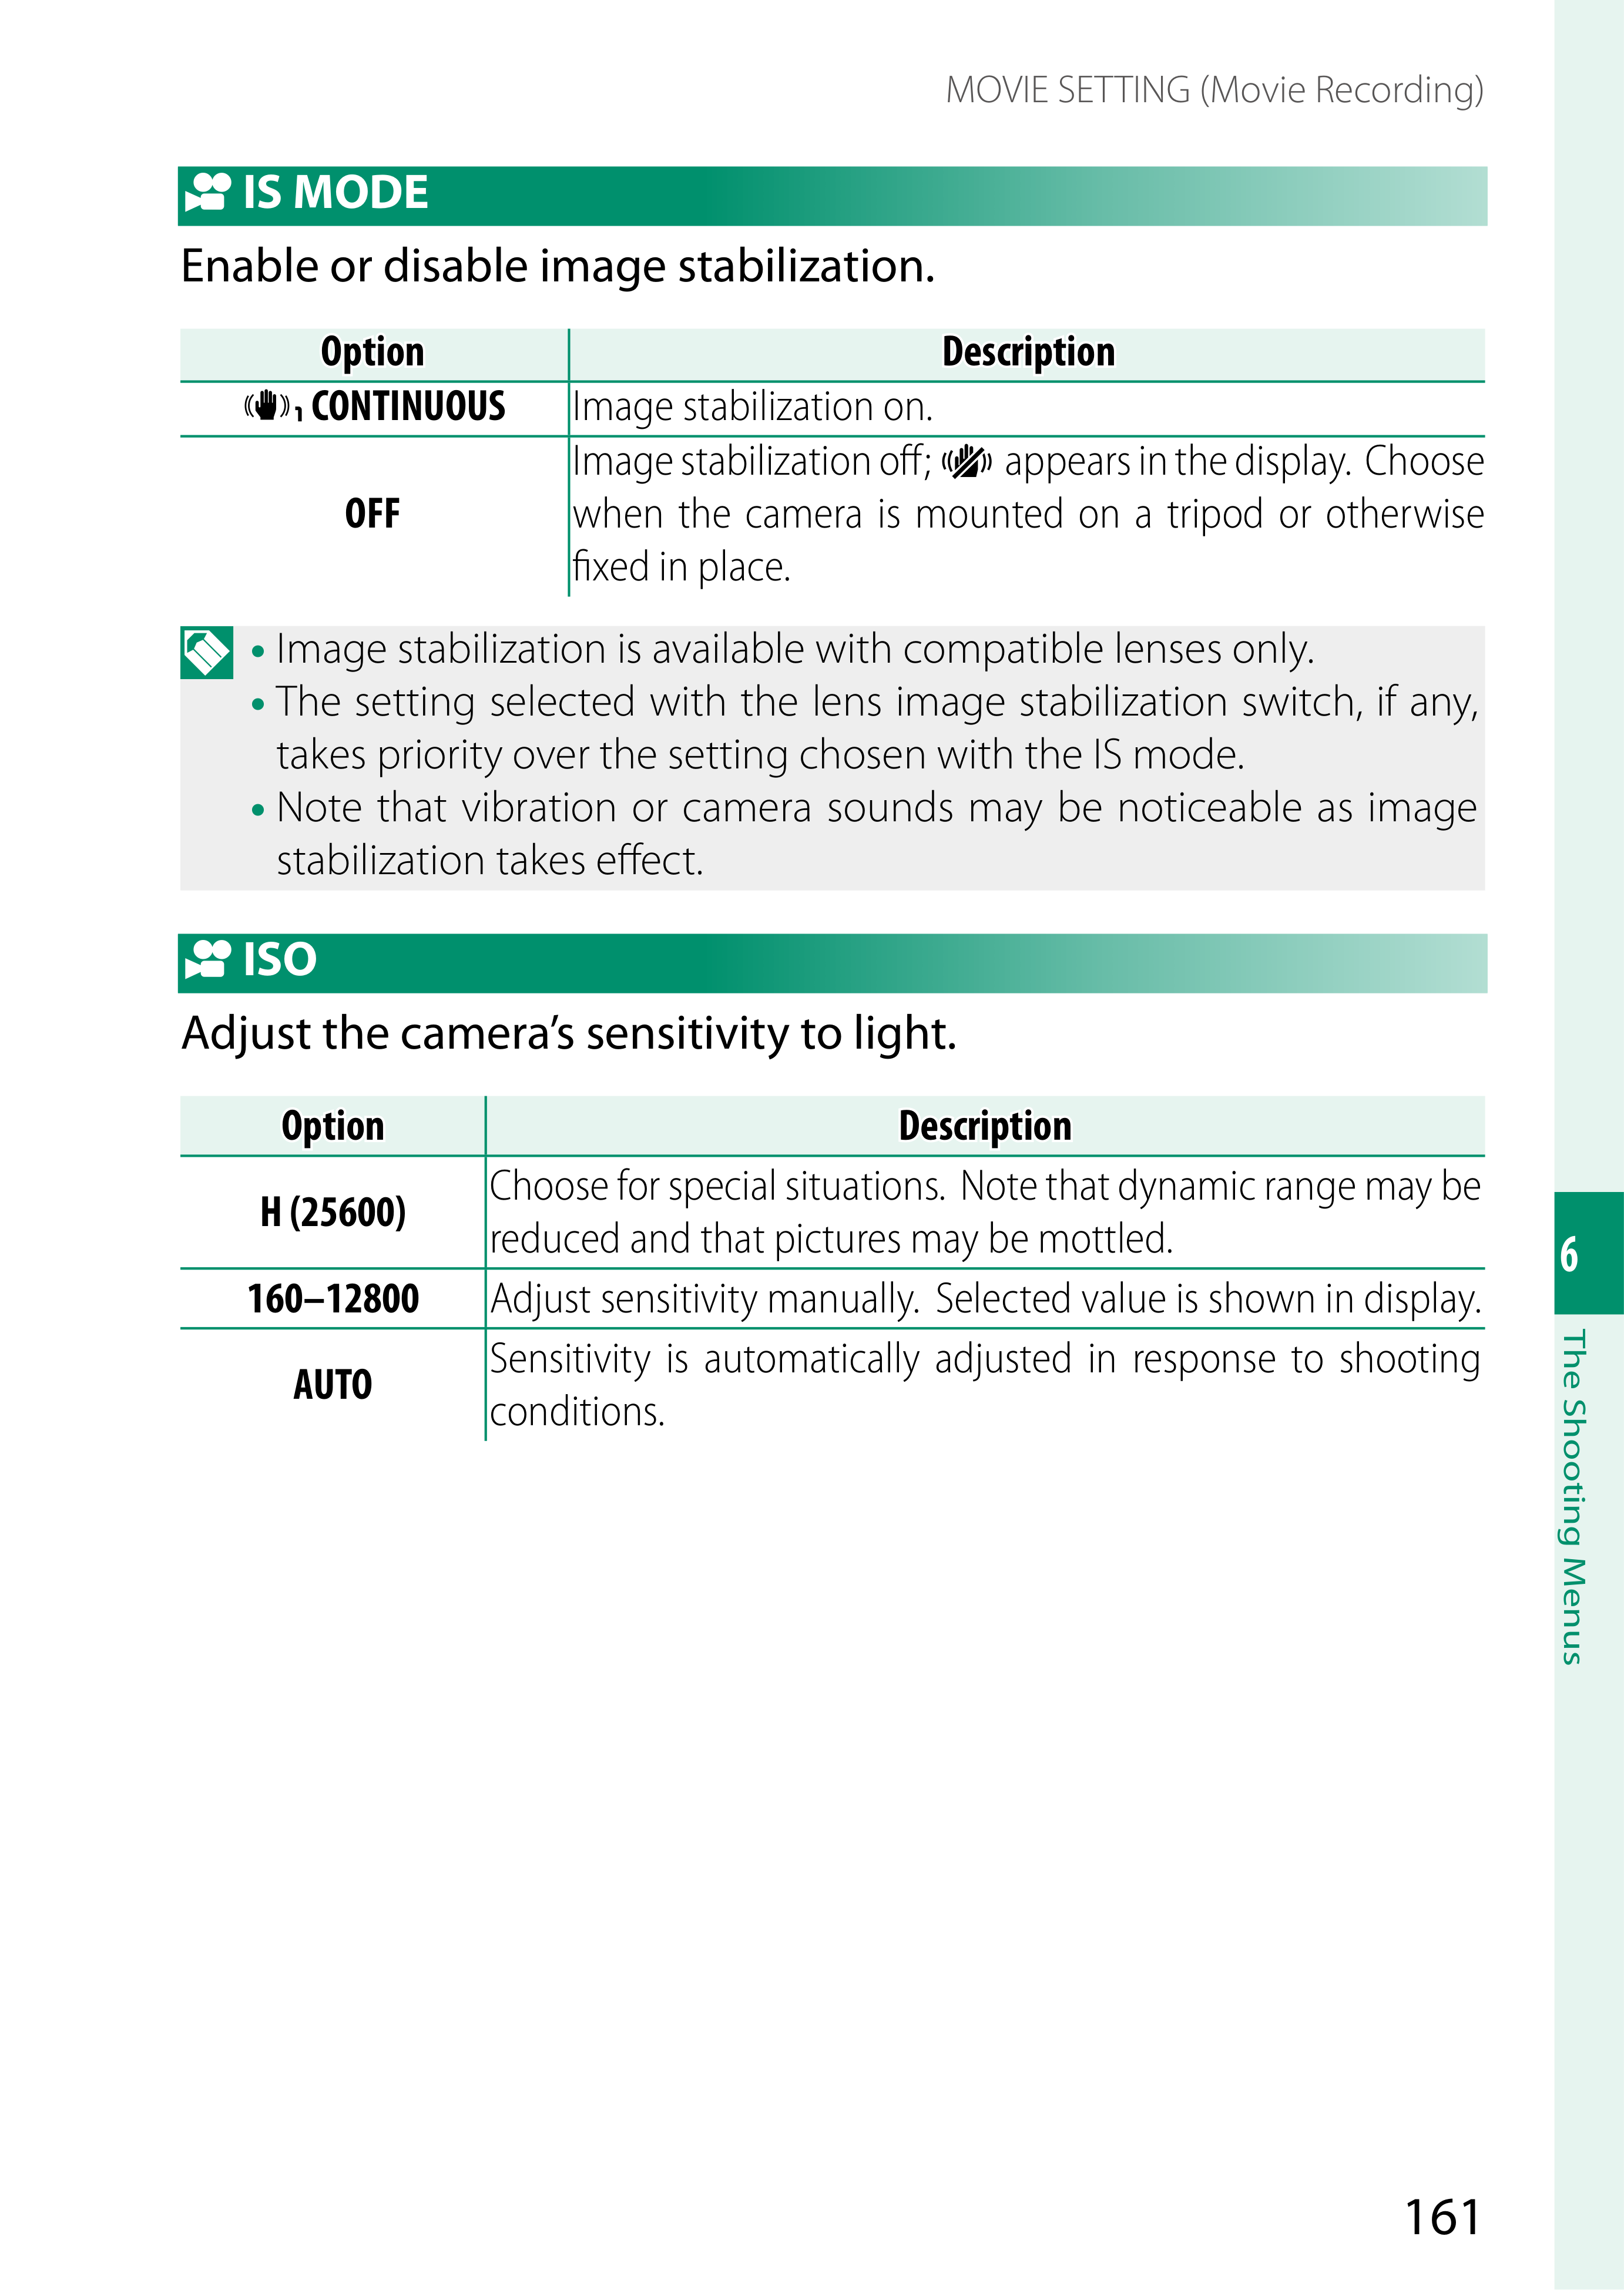 MOVIE SETTING (Movie Recording)
IS MODE
Enable or disable image stabilization.
Option Description
1 CONTINUOUS Image stabilization on.
OFF Image stabilization off; appears in the display. Choose
when the camera is mounted on a tripod or otherwise
fixed in place.
• Image stabilization is available with compatible lenses only.
• The setting selected with the lens image stabilization switch, if any,
takes priority over the setting chosen with the IS mode.
• Note that vibration or camera sounds may be noticeable as image
stabilization takes effect.
ISO
Adjust the camera’s sensitivity to light.
Option Description
H (25600) Choose for special situations. Note that dynamic range may be
reduced and that pictures may be mottled.
160–12800 Adjust sensitivity manually. Selected value is shown in display.
AUTO Sensitivity is automatically adjusted in response to shooting
conditions.
6
The Shooting Menus
161